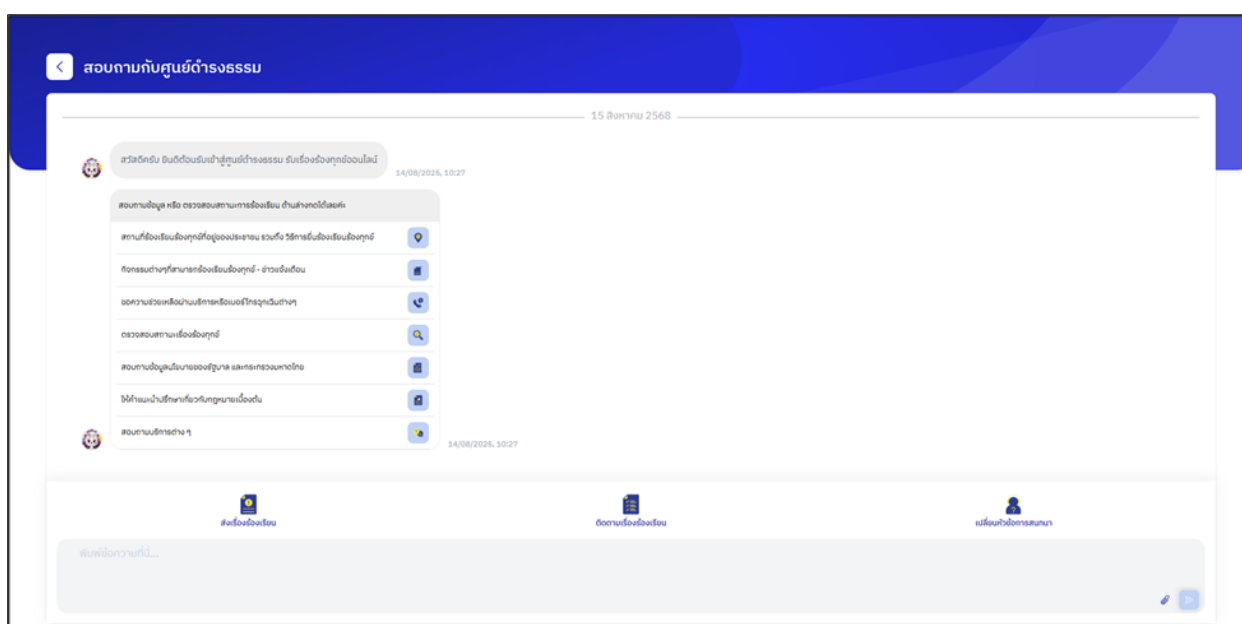 สอบถามกับศูนย์ดำรงธรรม
15 สิงหาคม 2568
สวัสดีครับ ยินดีต้อนรับเข้าสู่ศูนย์ดำรงธรรม รับเรื่องร้องทุกข์ออนไลน์
14/08/2025, 10:27
สอบถามข้อมูล หรือ ตรวจสอบสถานะการร้องเรียน ด้านล่างกดได้เลยค่ะ
สถานที่ร้องเรียนร้องทุกข์ที่อยู่ของประชาชน รวมถึง วิธีการยื่นร้องเรียนร้องทุกข์
กิจกรรมต่างๆที่สามารถร้องเรียนร้องทุกข์ - ข่าวแจ้งเตือน
ขอความช่วยเหลือผ่านบริการหรือเบอร์โทรฉุกเฉินต่างๆ
ตรวจสอบสถานะเรื่องร้องทุกข์
สอบถามข้อมูลนโยบายของรัฐบาล และกระทรวงมหาดไทย
ให้คำแนะนำปรึกษาเกี่ยวกับกฎหมายเบื้องต้น
สอบถามบริการต่าง ๆ
14/08/2025, 10:27
ส่งเรื่องร้องเรียน
ติดตามเรื่องร้องเรียน
เปลี่ยนหัวข้อการสนทนา
พิมพ์ข้อความที่นี่...